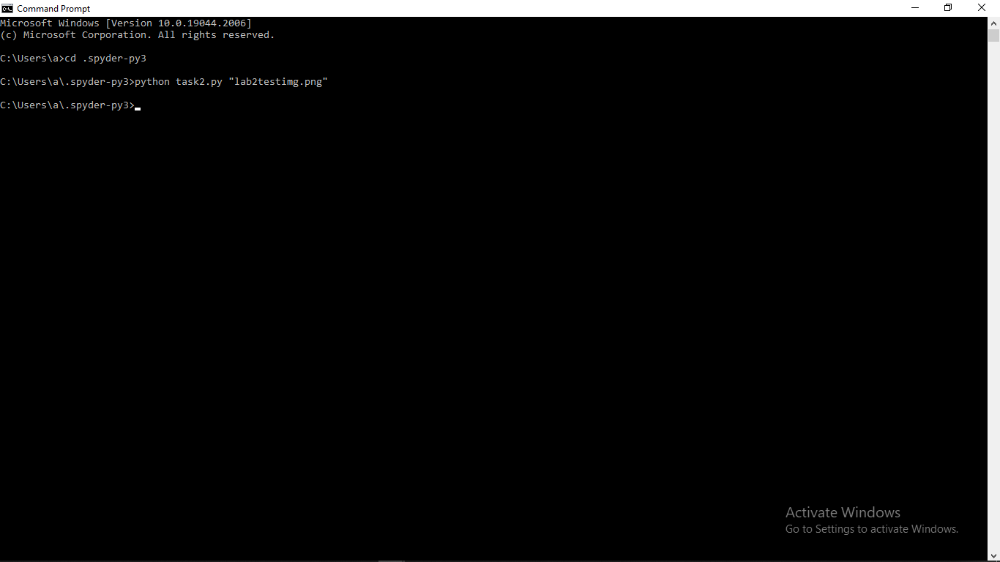 Command Prompt
Microsoft Windows [Version 10.0.19044.2006]
(c) Microsoft Corporation. All rights reserved.
C:\Users\a>cd .spyder-py3
C:\Users\a\.spyder-py3>python task2.py "lab2testimg.png"
C:\Users\a\.spyder-py3>
Activate Windows
Go to Settings to activate Windows.